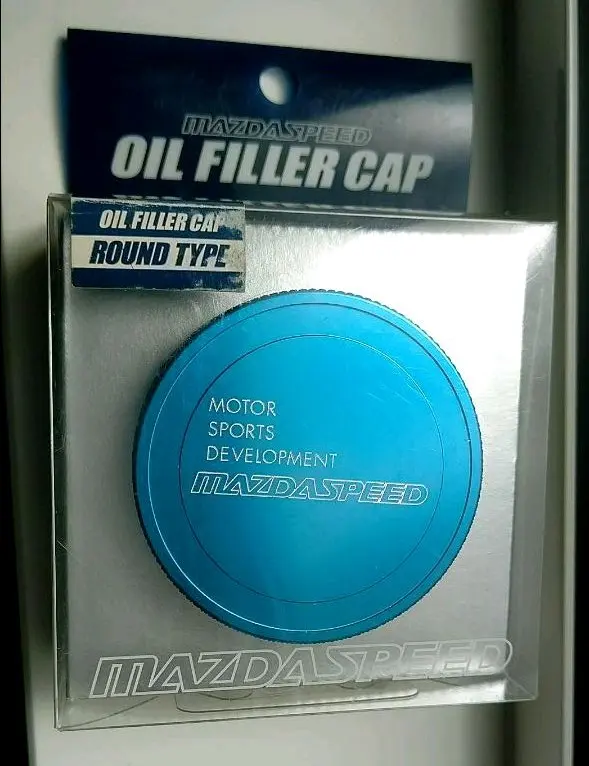 MAZDASPEED
OIL FILLER CAP
OIL FILLER CAP
ROUND TYPE
MOTOR
SPORTS
DEVELOPMENT
MAZDASPEED
MAZDASPEED